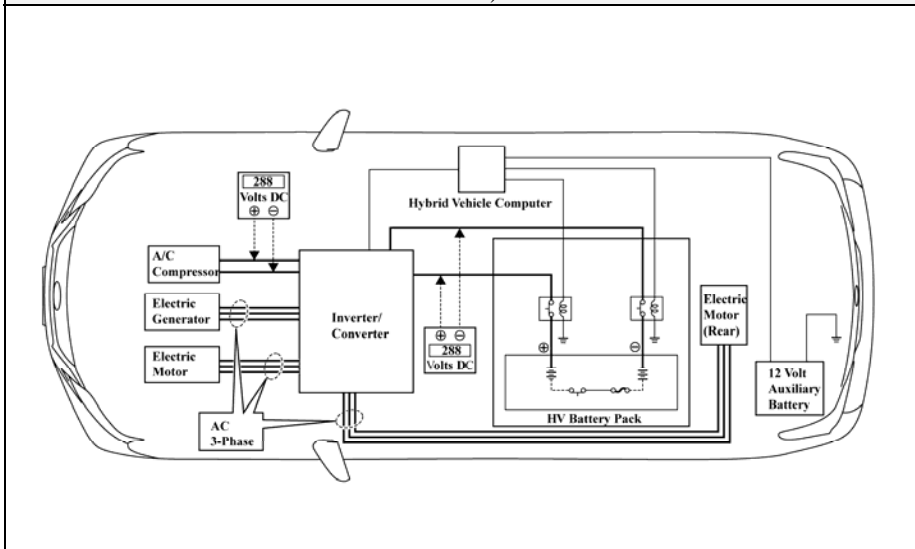 288
Volts DC
⊕ ⊖
Hybrid Vehicle Computer
A/C
Compressor
Electric
Generator
Electric
Motor
Inverter/
Converter
⊕ ⊖
288
Volts DC
⊕
⊖
HV Battery Pack
Electric
Motor
(Rear)
12 Volt
Auxiliary
Battery
AC
3-Phase